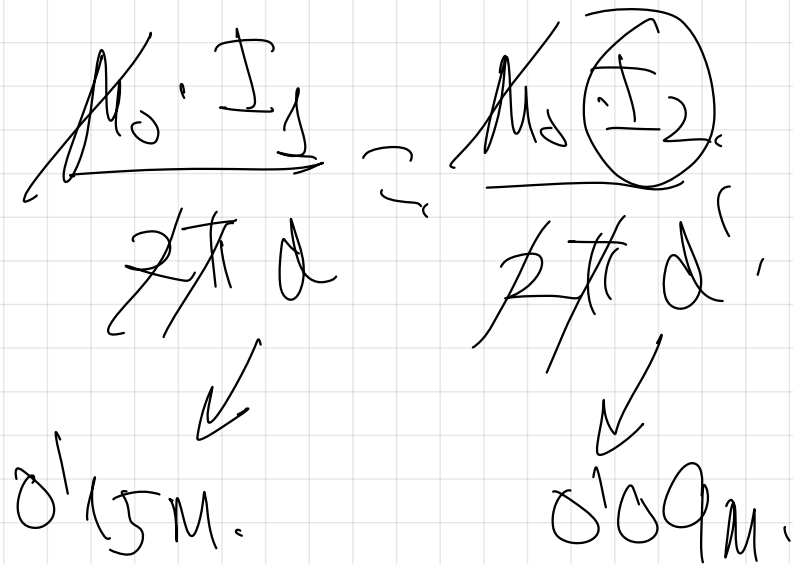 μ₀ · I₁ = μ₀ · I₂
2π d 2π d'
0'15 m. 0'09 m.